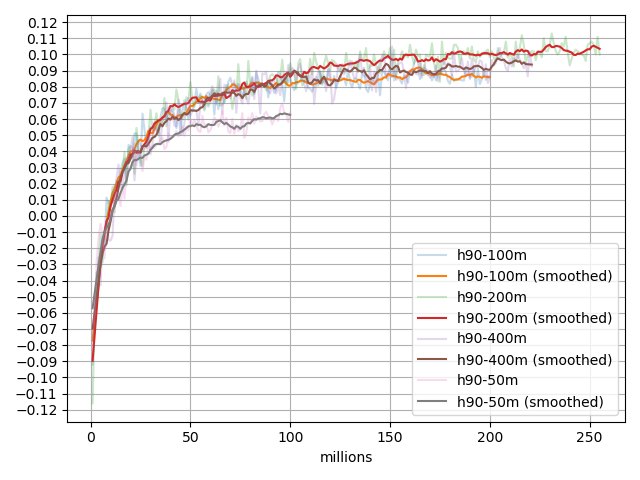 0.12
0.11
0.10
0.09
0.08
0.07
0.06
0.05
0.04
0.03
0.02
0.01
0.00
−0.01
−0.02
−0.03
−0.04
−0.05
−0.06
−0.07
−0.08
−0.09
−0.10
−0.11
−0.12
h90-100m
h90-100m (smoothed)
h90-200m
h90-200m (smoothed)
h90-400m
h90-400m (smoothed)
h90-50m
h90-50m (smoothed)
0 50 100 150 200 250
millions